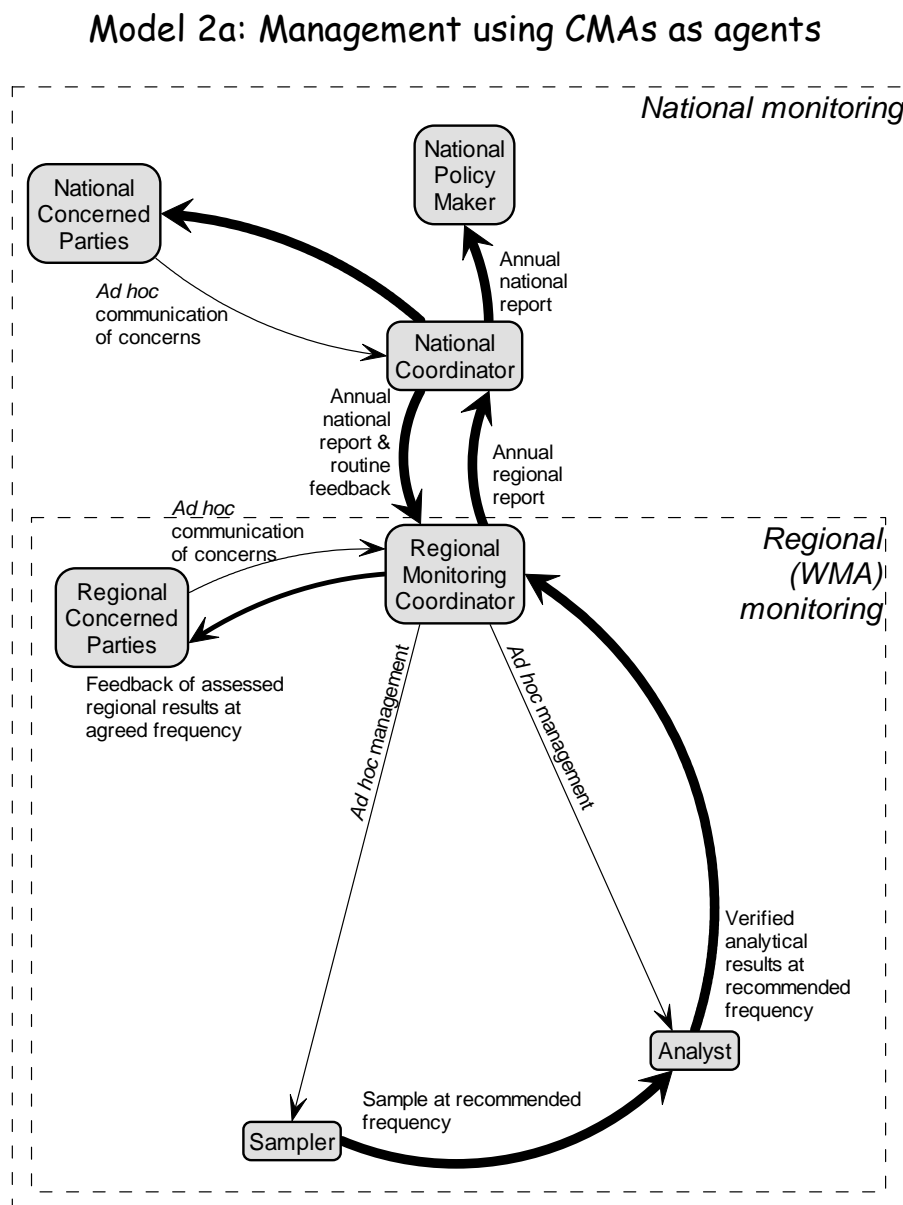 Model 2a: Management using CMAs as agents
National monitoring
National
Policy
Maker
National
Concerned
Parties
Annual
national
report
Ad hoc
communication
of concerns
National
Coordinator
Annual
national
report &
routine
feedback
Annual
regional
report
Ad hoc
communication
of concerns
Regional
(WMA)
monitoring
Regional
Monitoring
Coordinator
Regional
Concerned
Parties
Feedback of assessed
regional results at
agreed frequency
Ad hoc management
Ad hoc management
Verified
analytical
results at
recommended
frequency
Analyst
Sample at recommended
frequency
Sampler